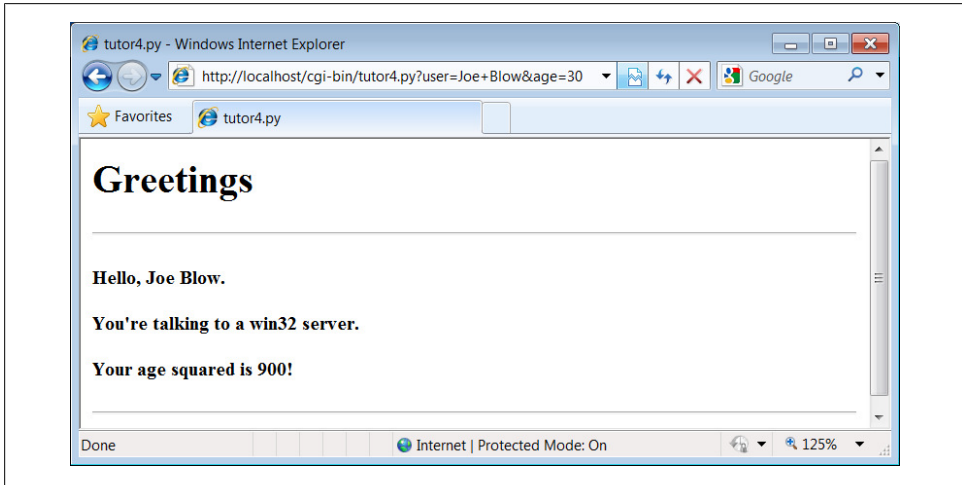 tutor4.py - Windows Internet Explorer
http://localhost/cgi-bin/tutor4.py?user=Joe+Blow&age=30
Google
Favorites
tutor4.py
Greetings
Hello, Joe Blow.
You're talking to a win32 server.
Your age squared is 900!
Done
Internet | Protected Mode: On
125%